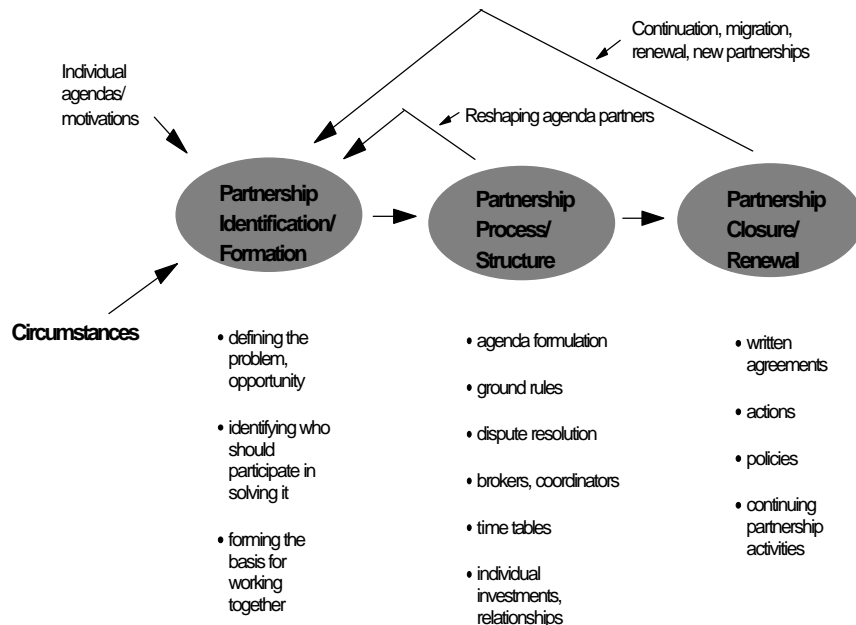 Continuation, migration,
renewal, new partnerships
Individual
agendas/
motivations
Reshaping agenda partners
Partnership
Identification/
Formation
Partnership
Process/
Structure
Partnership
Closure/
Renewal
Circumstances
• defining the
problem,
opportunity
• identifying who
should
participate in
solving it
• forming the
basis for
working
together
• agenda formulation
• ground rules
• dispute resolution
• brokers, coordinators
• time tables
• individual
investments,
relationships
• written
agreements
• actions
• policies
• continuing
partnership
activities